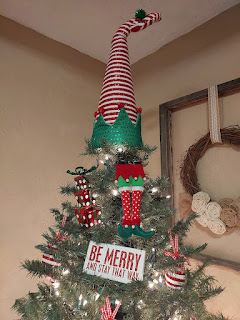 BE MERRY
AND STAY THAT WAY.